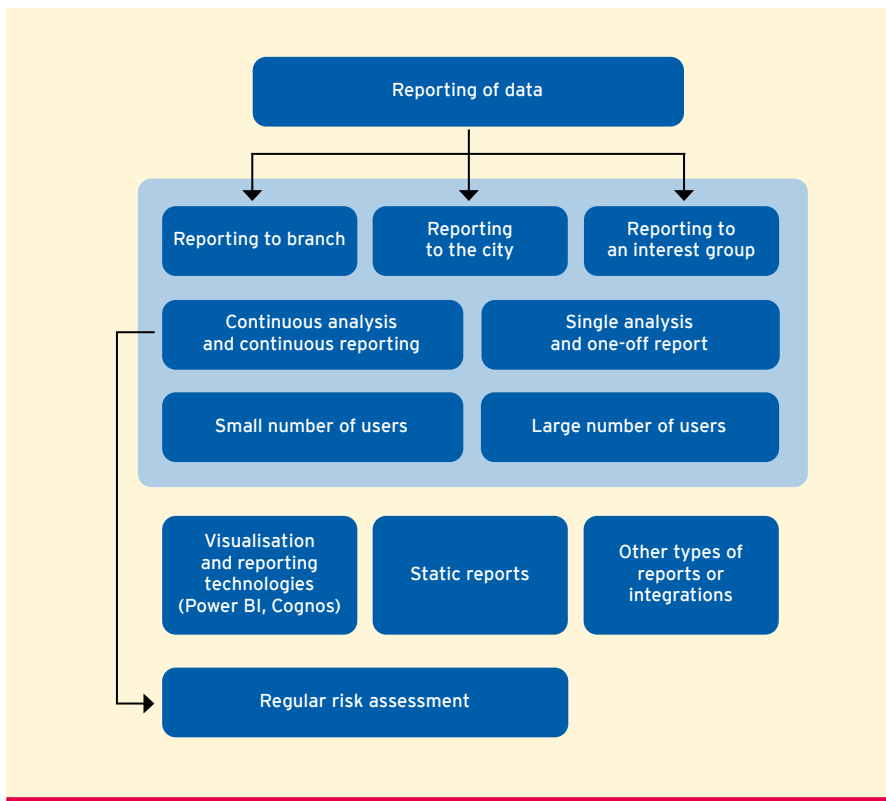 Reporting of data
Reporting to branch
Reporting
to the city
Reporting to
an interest group
Continuous analysis
and continuous reporting
Single analysis
and one-off report
Small number of users
Large number of users
Visualisation
and reporting
technologies
(Power BI, Cognos)
Static reports
Other types of
reports or
integrations
Regular risk assessment